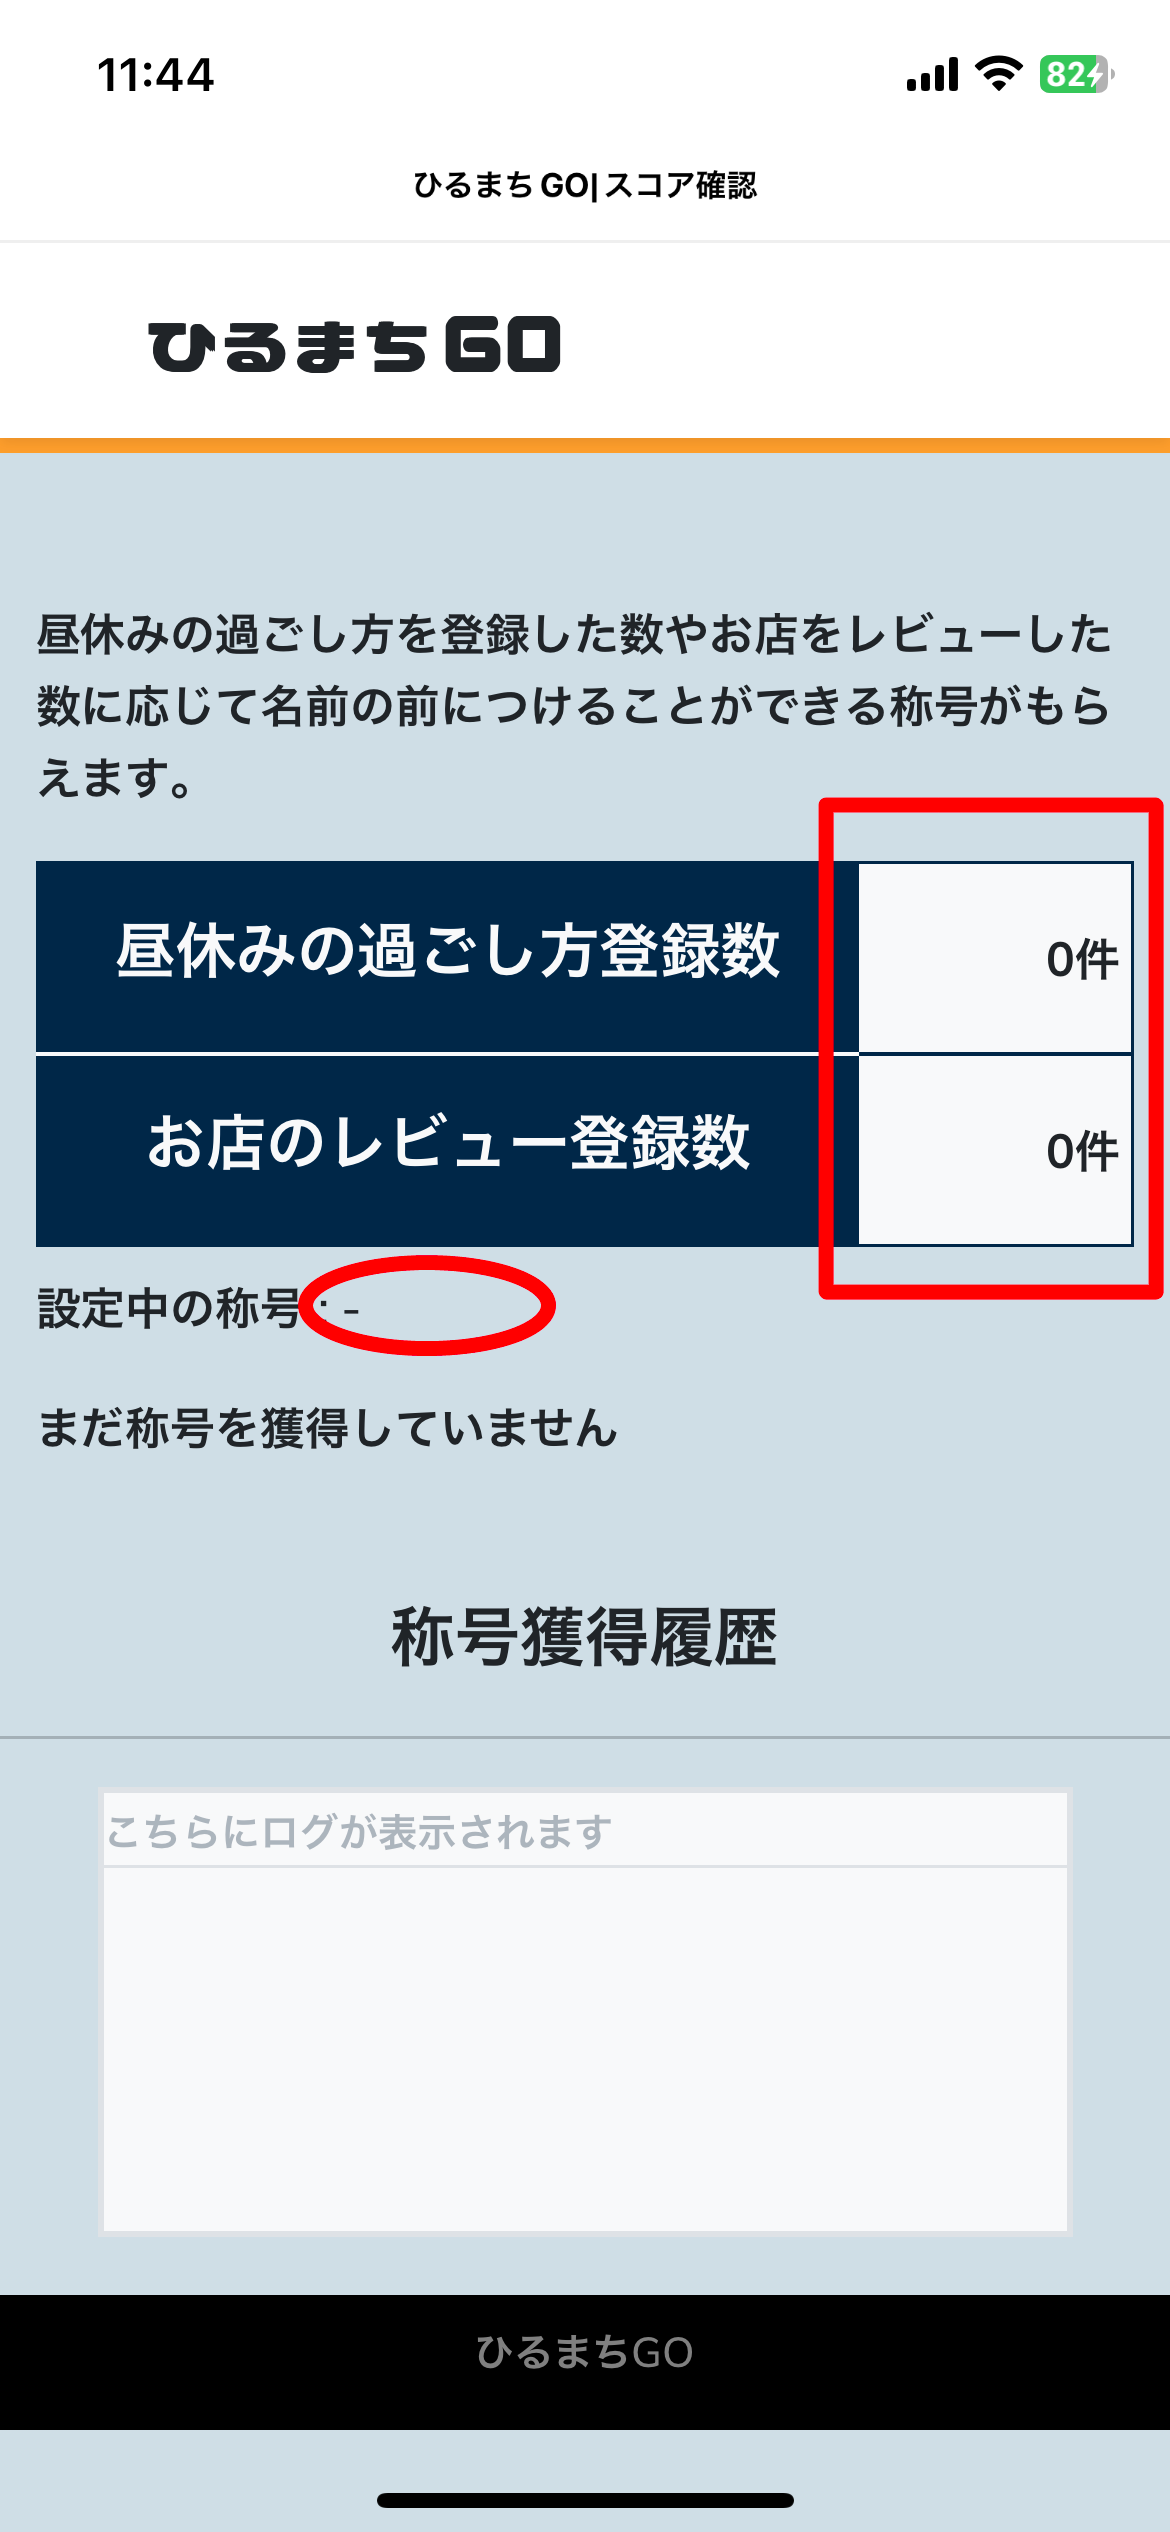 11:44
82
ひるまちGO|スコア確認
ひるまちGO
昼休みの過ごし方を登録した数やお店をレビューした
数に応じて名前の前につけることができる称号がもら
えます。
昼休みの過ごし方登録数 0件
お店のレビュー登録数 0件
設定中の称号 : -
まだ称号を獲得していません
称号獲得履歴
こちらにログが表示されます
ひるまちGO